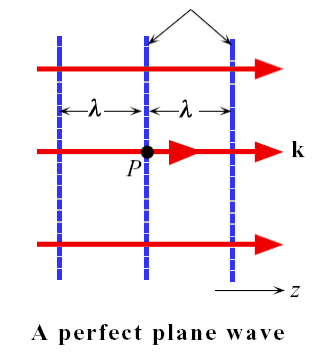 λ λ
k
P
z
A perfect plane wave